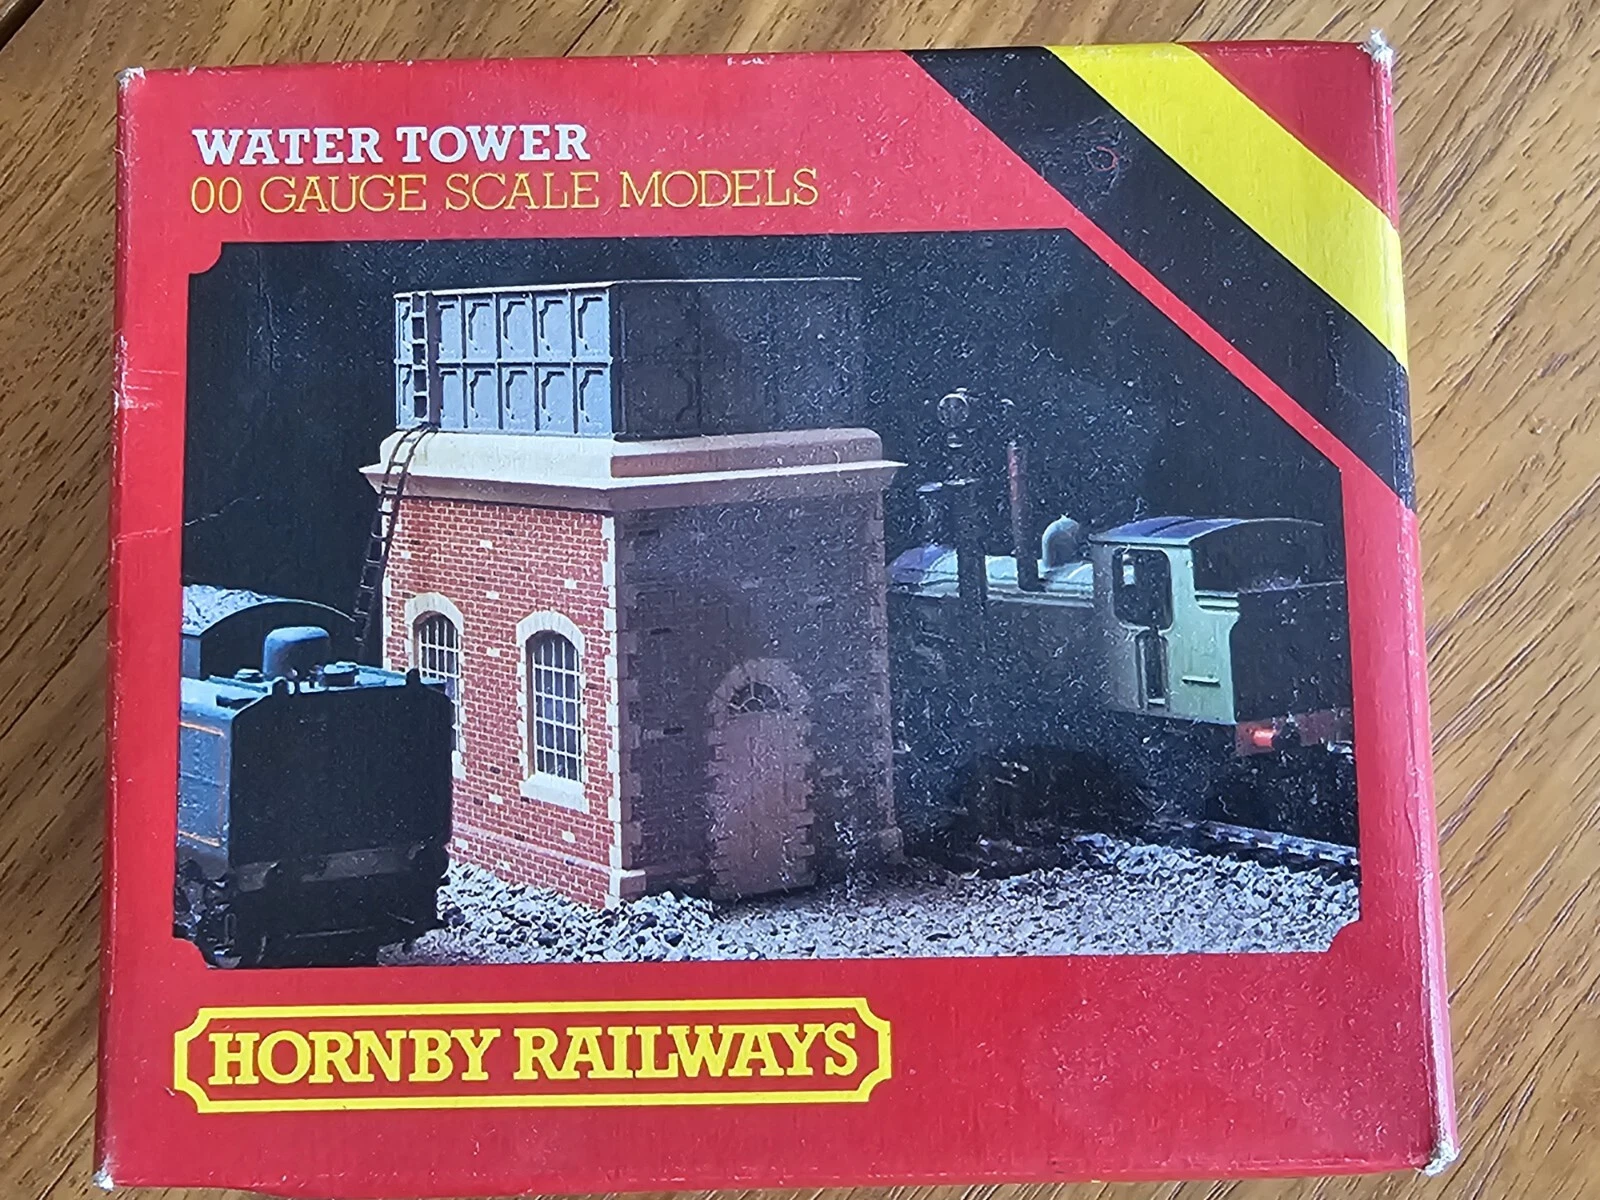 WATER TOWER
00 GAUGE SCALE MODELS
HORNBY RAILWAYS